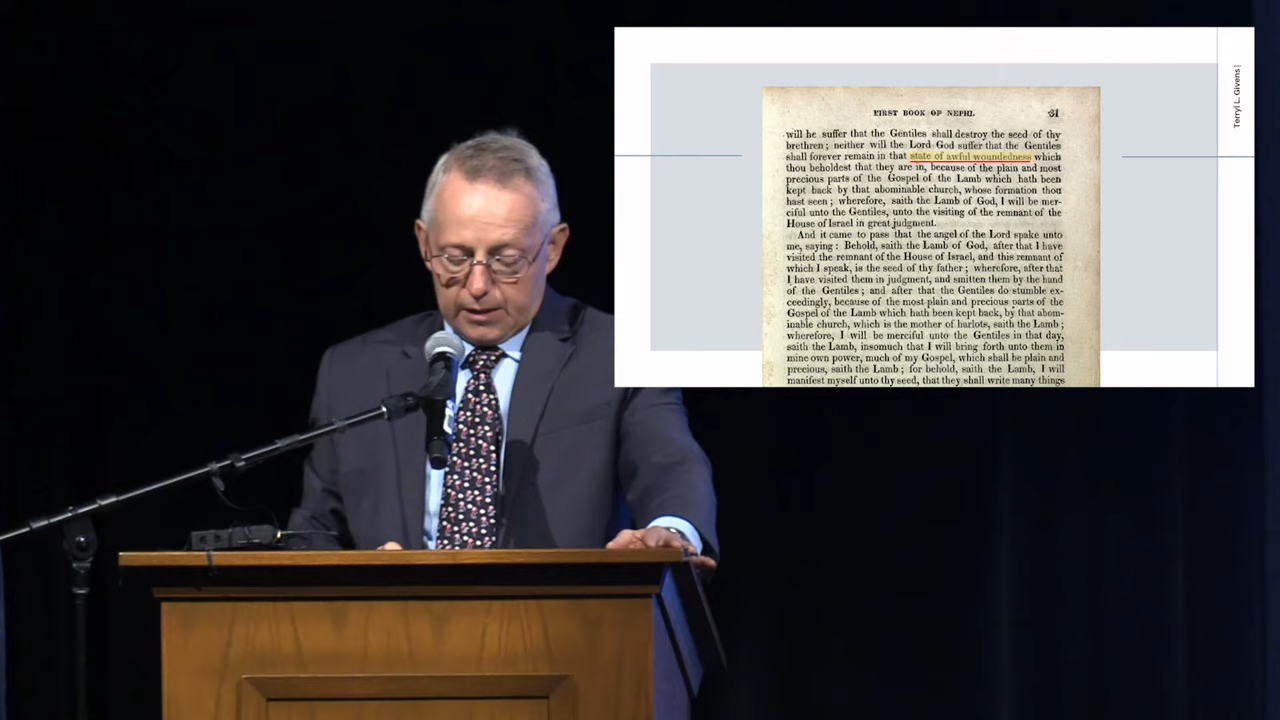 Terryl L. Givens|
FIRST BOOK OF NEPHI. 31
will he suffer that the Gentiles shall destroy the seed of thy
brethren ; neither will the Lord God suffer that the Gentiles
shall forever remain in that state of awful woundedness which
thou beholdest that they are in, because of the plain and most
precious parts of the Gospel of the Lamb which hath been
kept back by that abominable church, whose formation thou
hast seen ; wherefore, saith the Lamb of God, I will be mer-
ciful unto the Gentiles, unto the visiting of the remnant of the
House of Israel in great judgment.
And it came to pass that the angel of the Lord spake unto
me, saying : Behold, saith the Lamb of God, after that I have
visited the remnant of the House of Israel, and this remnant of
which I speak, is the seed of thy father ; wherefore, after that
I have visited them in judgment, and smitten them by the hand
of the Gentiles ; and after that the Gentiles do stumble ex-
ceedingly, because of the most plain and precious parts of the
Gospel of the Lamb which hath been kept back, by that abom-
inable church, which is the mother of harlots, saith the Lamb ;
wherefore, I will be merciful unto the Gentiles in that day,
saith the Lamb, insomuch that I will bring forth unto them in
mine own power, much of my Gospel, which shall be plain and
precious, saith the Lamb ; for behold, saith the Lamb, I will
manifest myself unto thy seed, that they shall write many things